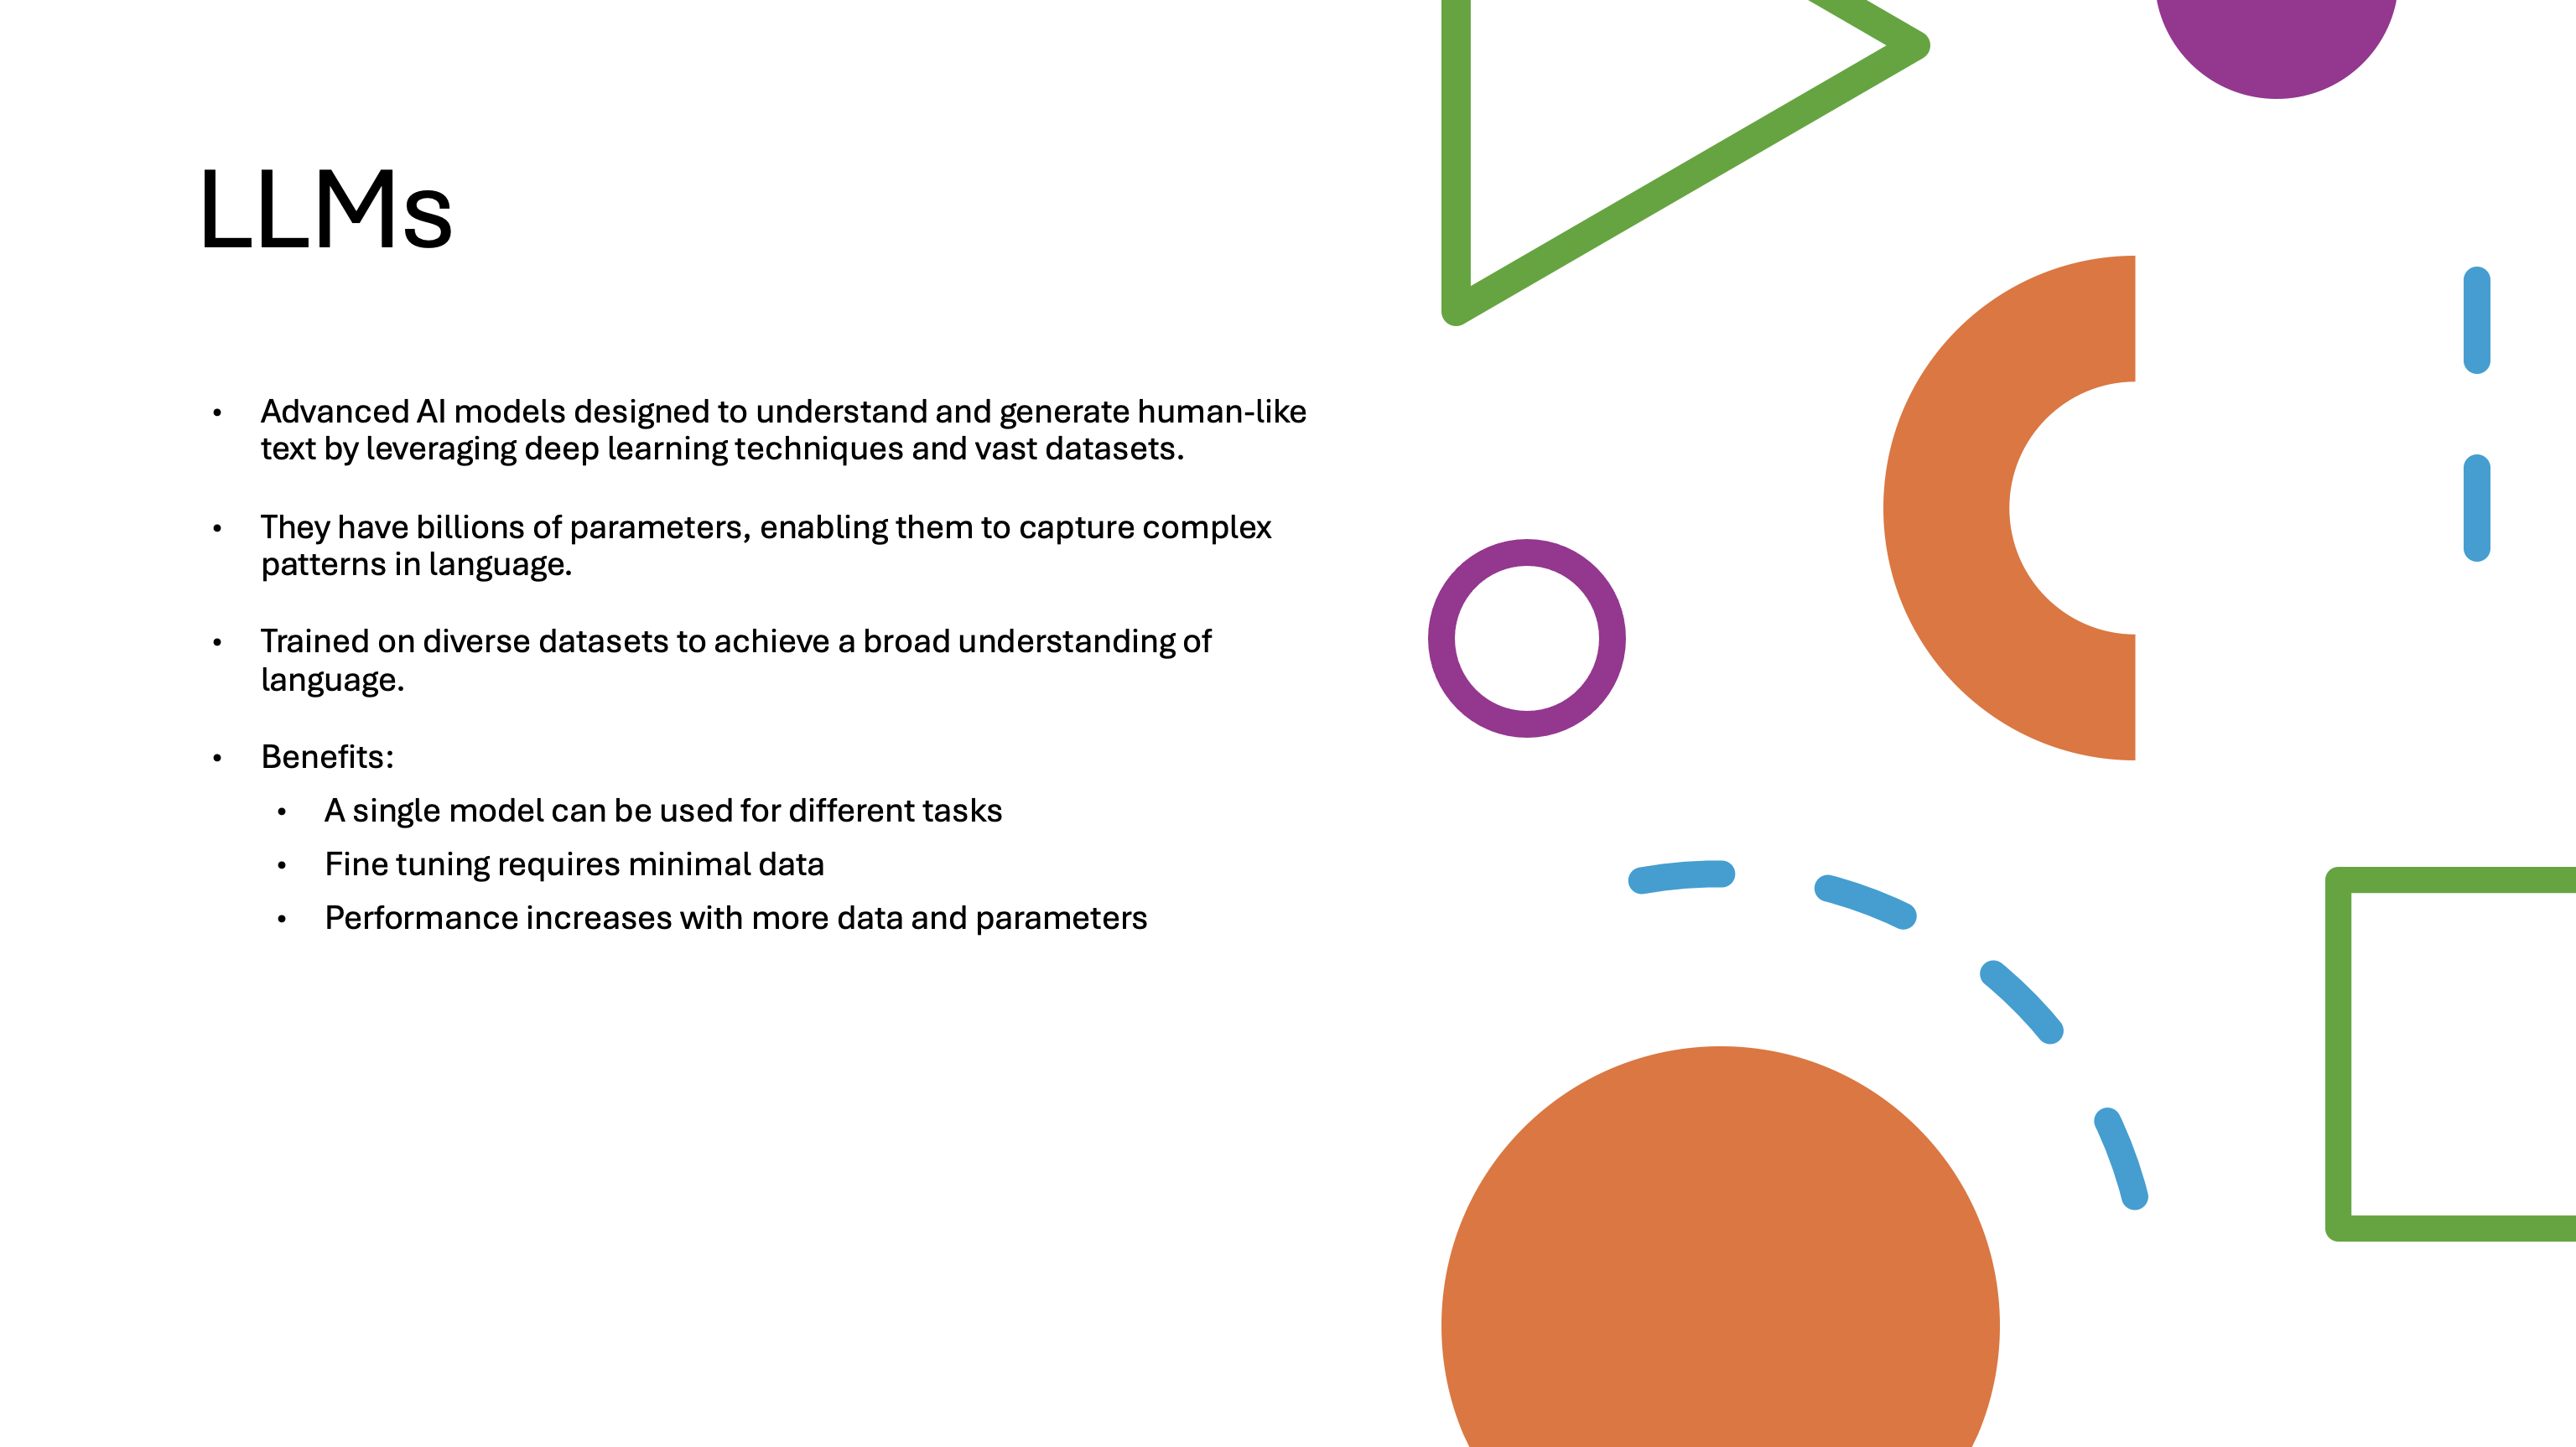 LLMs
• Advanced AI models designed to understand and generate human-like
text by leveraging deep learning techniques and vast datasets.
• They have billions of parameters, enabling them to capture complex
patterns in language.
• Trained on diverse datasets to achieve a broad understanding of
language.
• Benefits:
• A single model can be used for different tasks
• Fine tuning requires minimal data
• Performance increases with more data and parameters